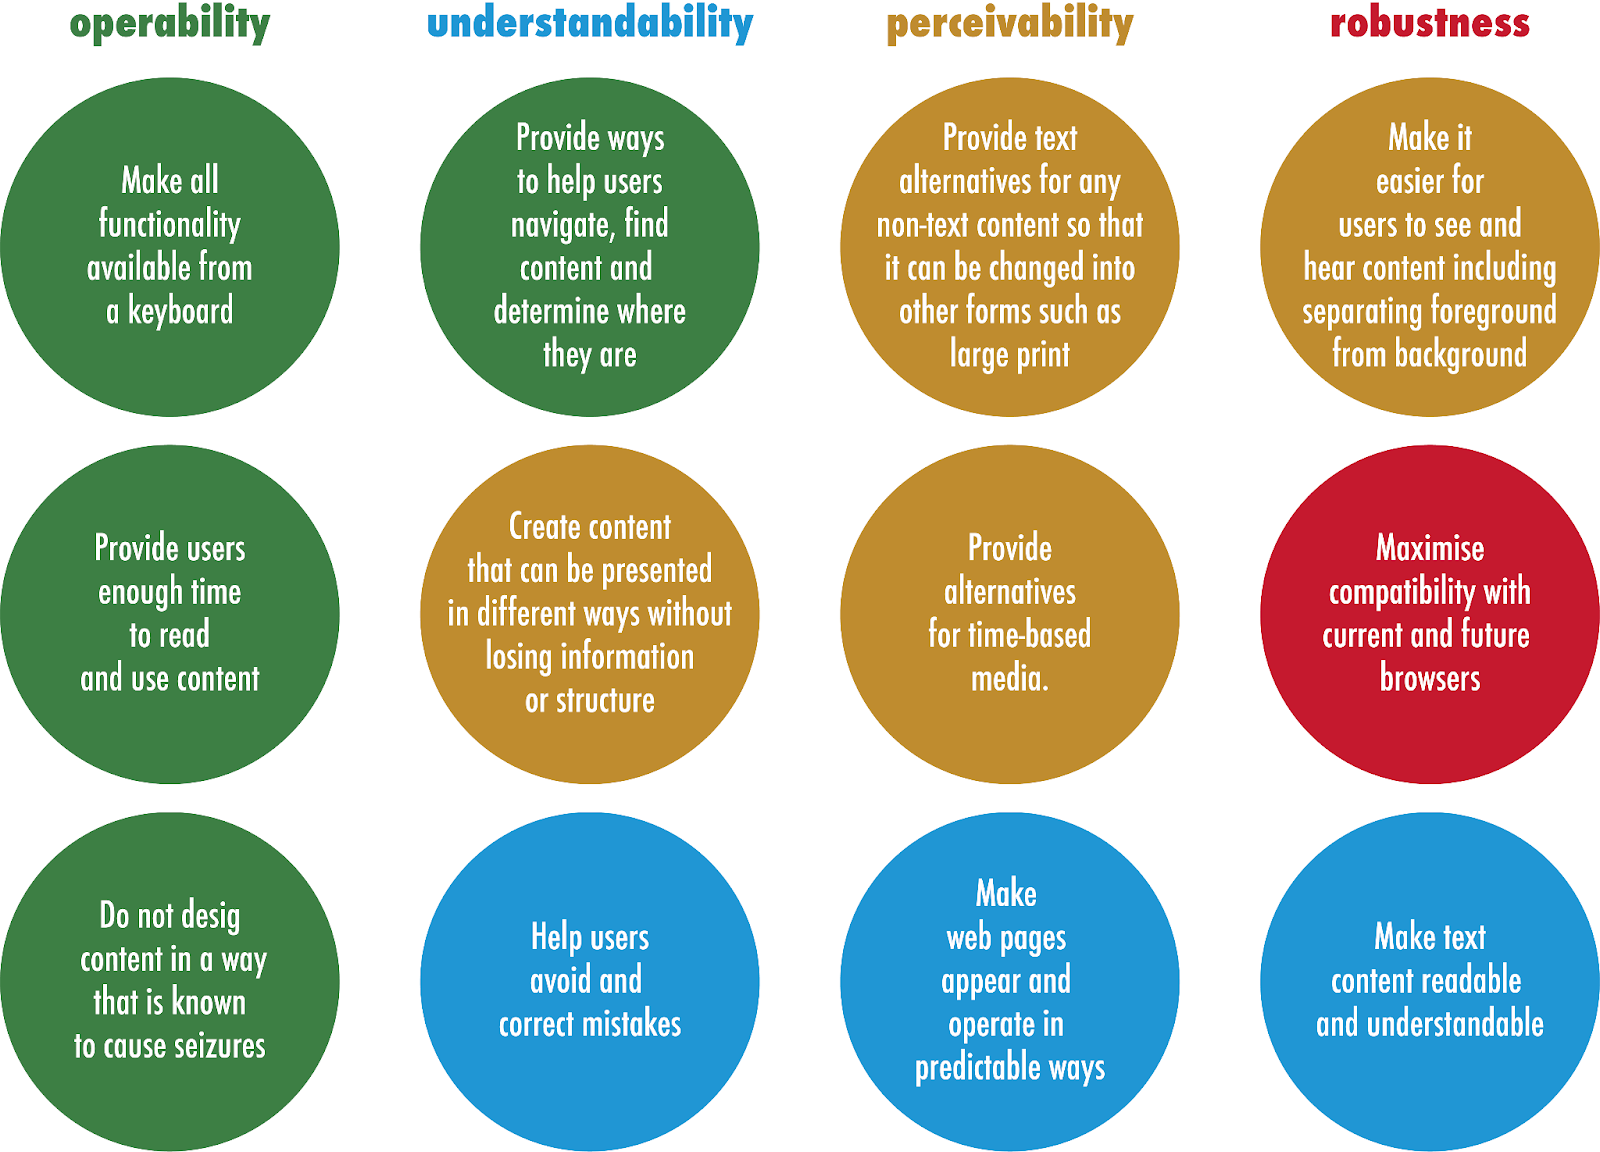 operability
understandability
perceivability
robustness
Make all
functionality
available from
a keyboard
Provide ways
to help users
navigate, find
content and
determine where
they are
Provide text
alternatives for any
non-text content so that
it can be changed into
other forms such as
large print
Make it
easier for
users to see and
hear content including
separating foreground
from background
Provide users
enough time
to read
and use content
Create content
that can be presented
in different ways without
losing information
or structure
Provide
alternatives
for time-based
media.
Maximise
compatibility with
current and future
browsers
Do not desig
content in a way
that is known
to cause seizures
Help users
avoid and
correct mistakes
Make
web pages
appear and
operate in
predictable ways
Make text
content readable
and understandable